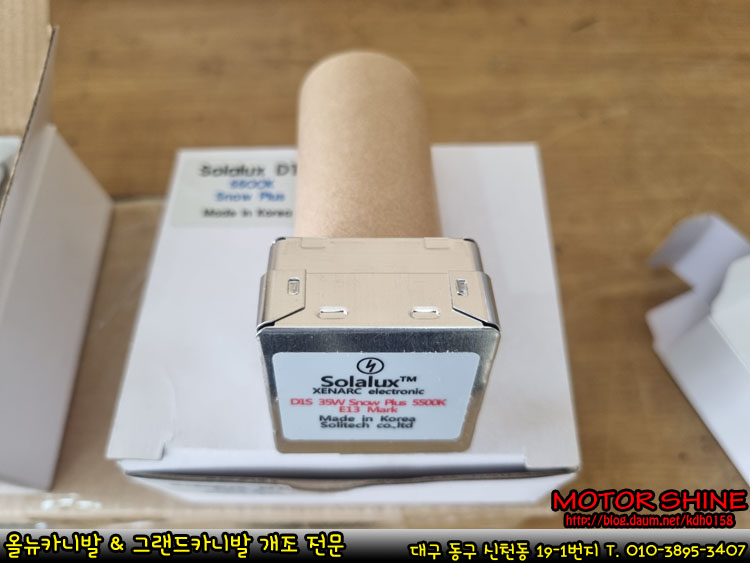 Solalux D1
5500K
Snow Plus
Made in Korea
Solalux™
XENARC electronic
D1S 35W Snow Plus 5500K
E13 Mark
Made in Korea
Solltech co.,ltd
MOTOR SHINE
http://blog.daum.net/kdh0158
올뉴카니발 & 그랜드카니발 개조 전문
대구 동구 신천동 19-1번지 T. 010-3895-3407